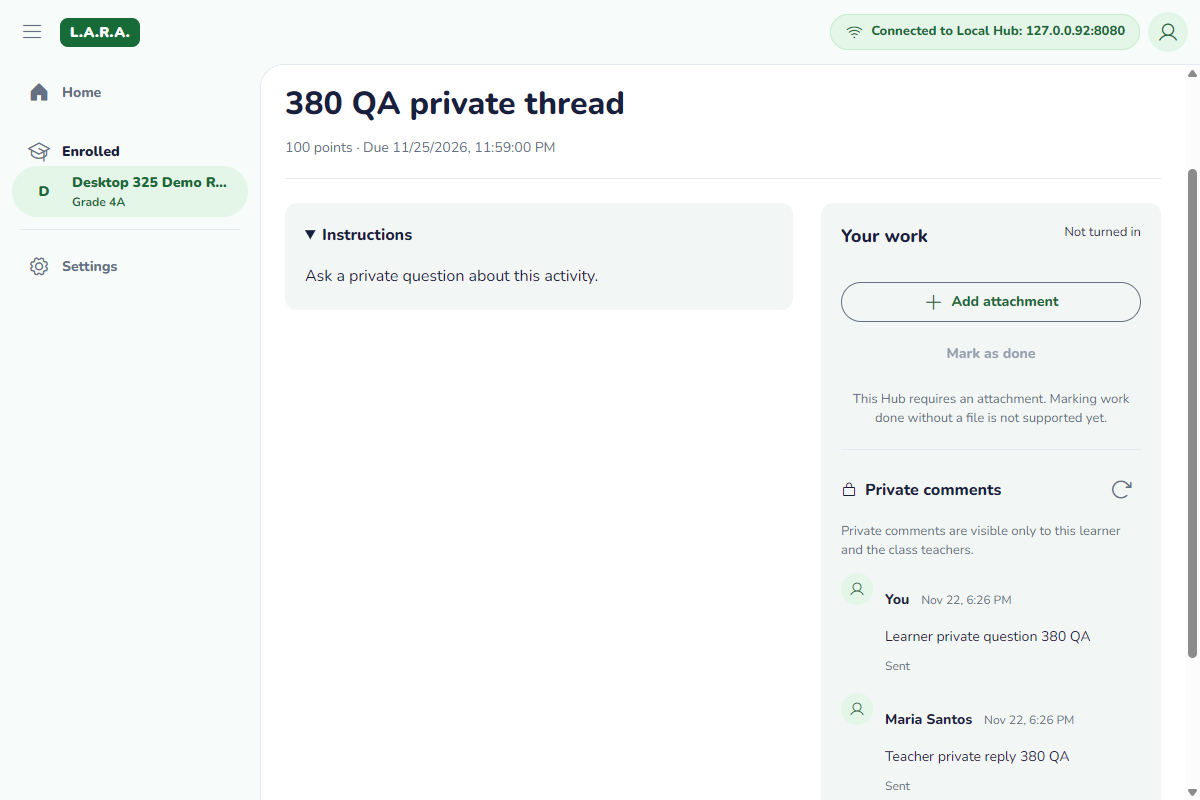 L.A.R.A.
Connected to Local Hub: 127.0.0.92:8080
Home
Enrolled
D
Desktop 325 Demo R...
Grade 4A
Settings
380 QA private thread
100 points · Due 11/25/2026, 11:59:00 PM
▼ Instructions
Ask a private question about this activity.
Your work
Not turned in
Add attachment
Mark as done
This Hub requires an attachment. Marking work
done without a file is not supported yet.
Private comments
Private comments are visible only to this learner
and the class teachers.
You Nov 22, 6:26 PM
Learner private question 380 QA
Sent
Maria Santos Nov 22, 6:26 PM
Teacher private reply 380 QA
Sent